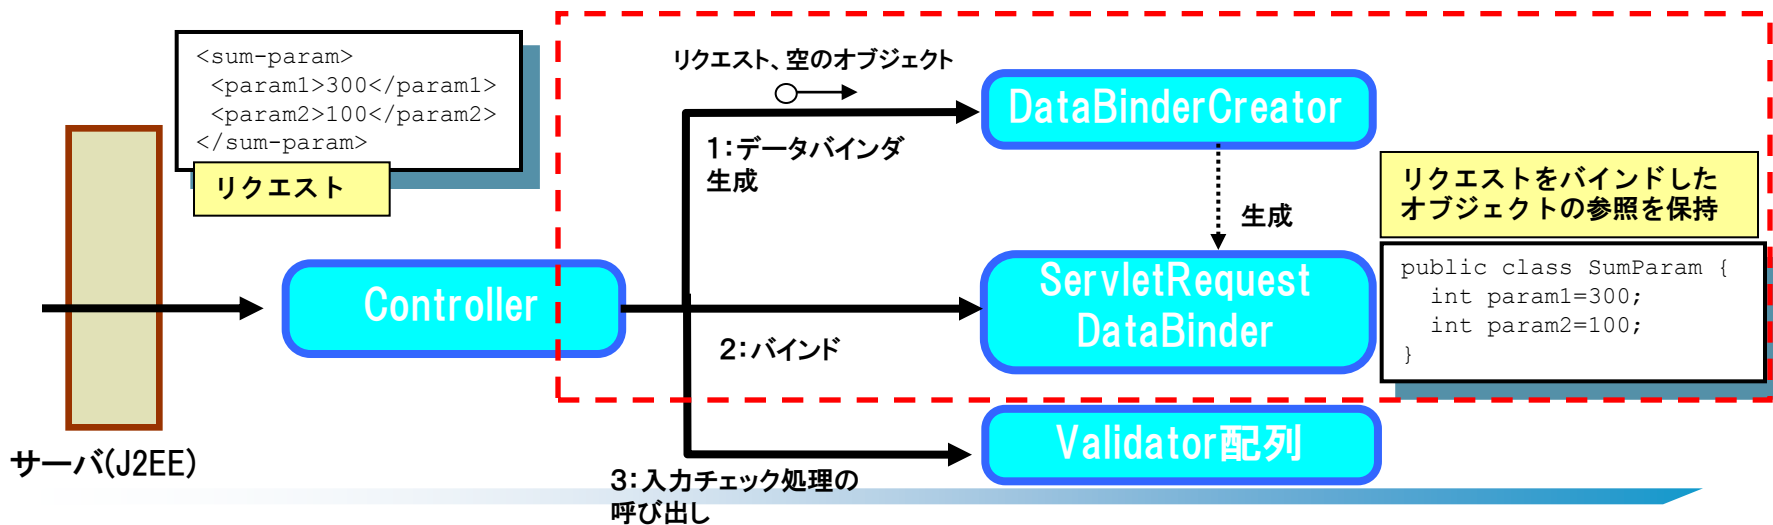 <sum-param>
<param1>300</param1>
<param2>100</param2>
</sum-param>
リクエスト
リクエスト、空のオブジェクト
DataBinderCreator
1:データバインダ
生成
生成
リクエストをバインドした
オブジェクトの参照を保持
Controller
ServletRequest
DataBinder
public class SumParam {
int param1=300;
int param2=100;
}
2:バインド
Validator配列
サーバ(J2EE)
3:入力チェック処理の
呼び出し